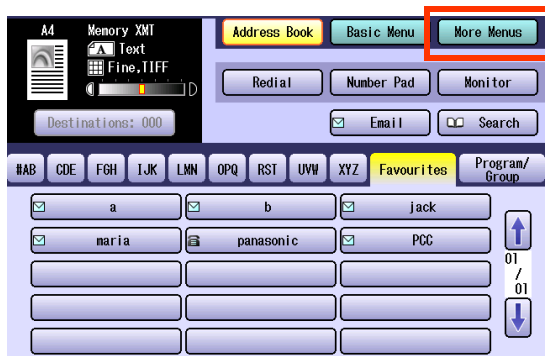 A4 Memory XMT
A Text
Fine,TIFF
D
Destinations: 000
Address Book Basic Menu More Menus
Redial Number Pad Monitor
Email Search
#AB CDE FGH IJK LMN OPQ RST UVW XYZ Favourites Program/
Group
a b jack
maria panasonic PCC
01
/
01